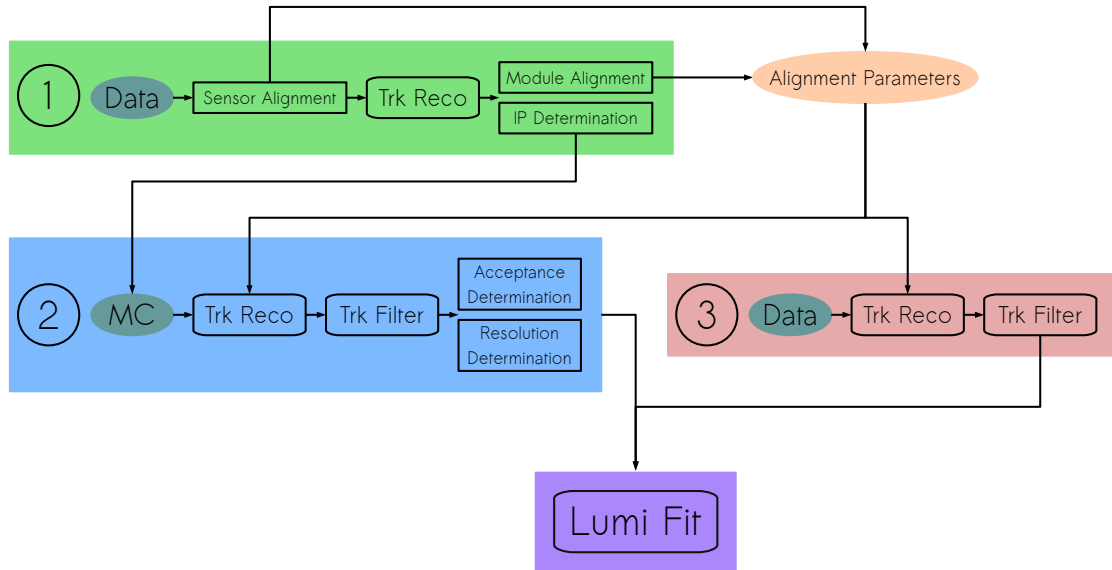 1
Data
Sensor Alignment
Trk Reco
Module Alignment
IP Determination
Alignment Parameters
2
MC
Trk Reco
Trk Filter
Acceptance
Determination
Resolution
Determination
3
Data
Trk Reco
Trk Filter
Lumi Fit